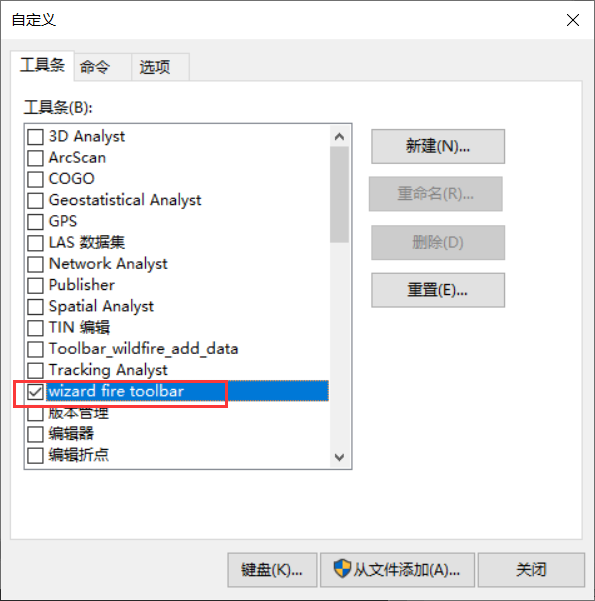 自定义
工具条
命令
选项
工具条(B):
3D Analyst
ArcScan
COGO
Geostatistical Analyst
GPS
LAS 数据集
Network Analyst
Publisher
Spatial Analyst
TIN 编辑
Toolbar_wildfire_add_data
Tracking Analyst
wizard fire toolbar
版本管理
编辑器
编辑折点
新建(N)...
重命名(R)...
删除(D)
重置(E)...
键盘(K)...
从文件添加(A)...
关闭